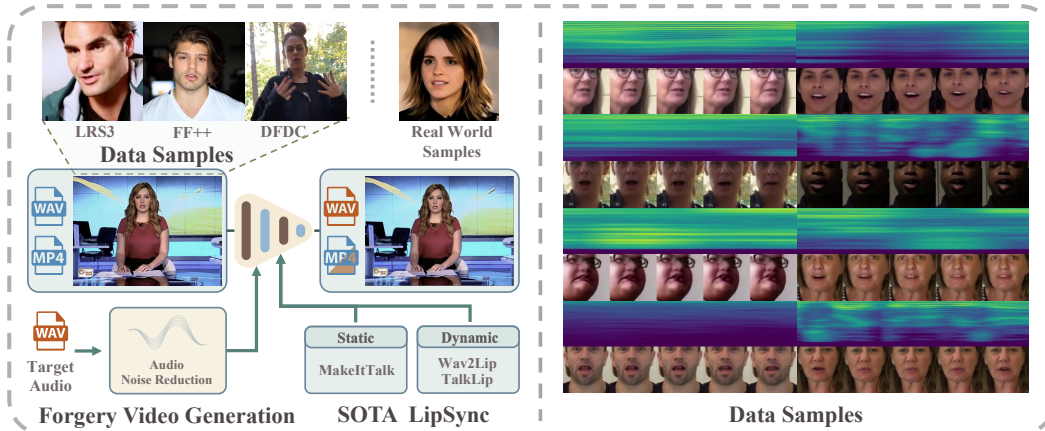 LRS3
FF++
DFDC
Real World
Samples
Data Samples
WAV
MP4
WAV
MP4
WAV
Target
Audio
Audio
Noise Reduction
Static
MakeItTalk
Dynamic
Wav2Lip
TalkLip
Forgery Video Generation
SOTA LipSync
Data Samples